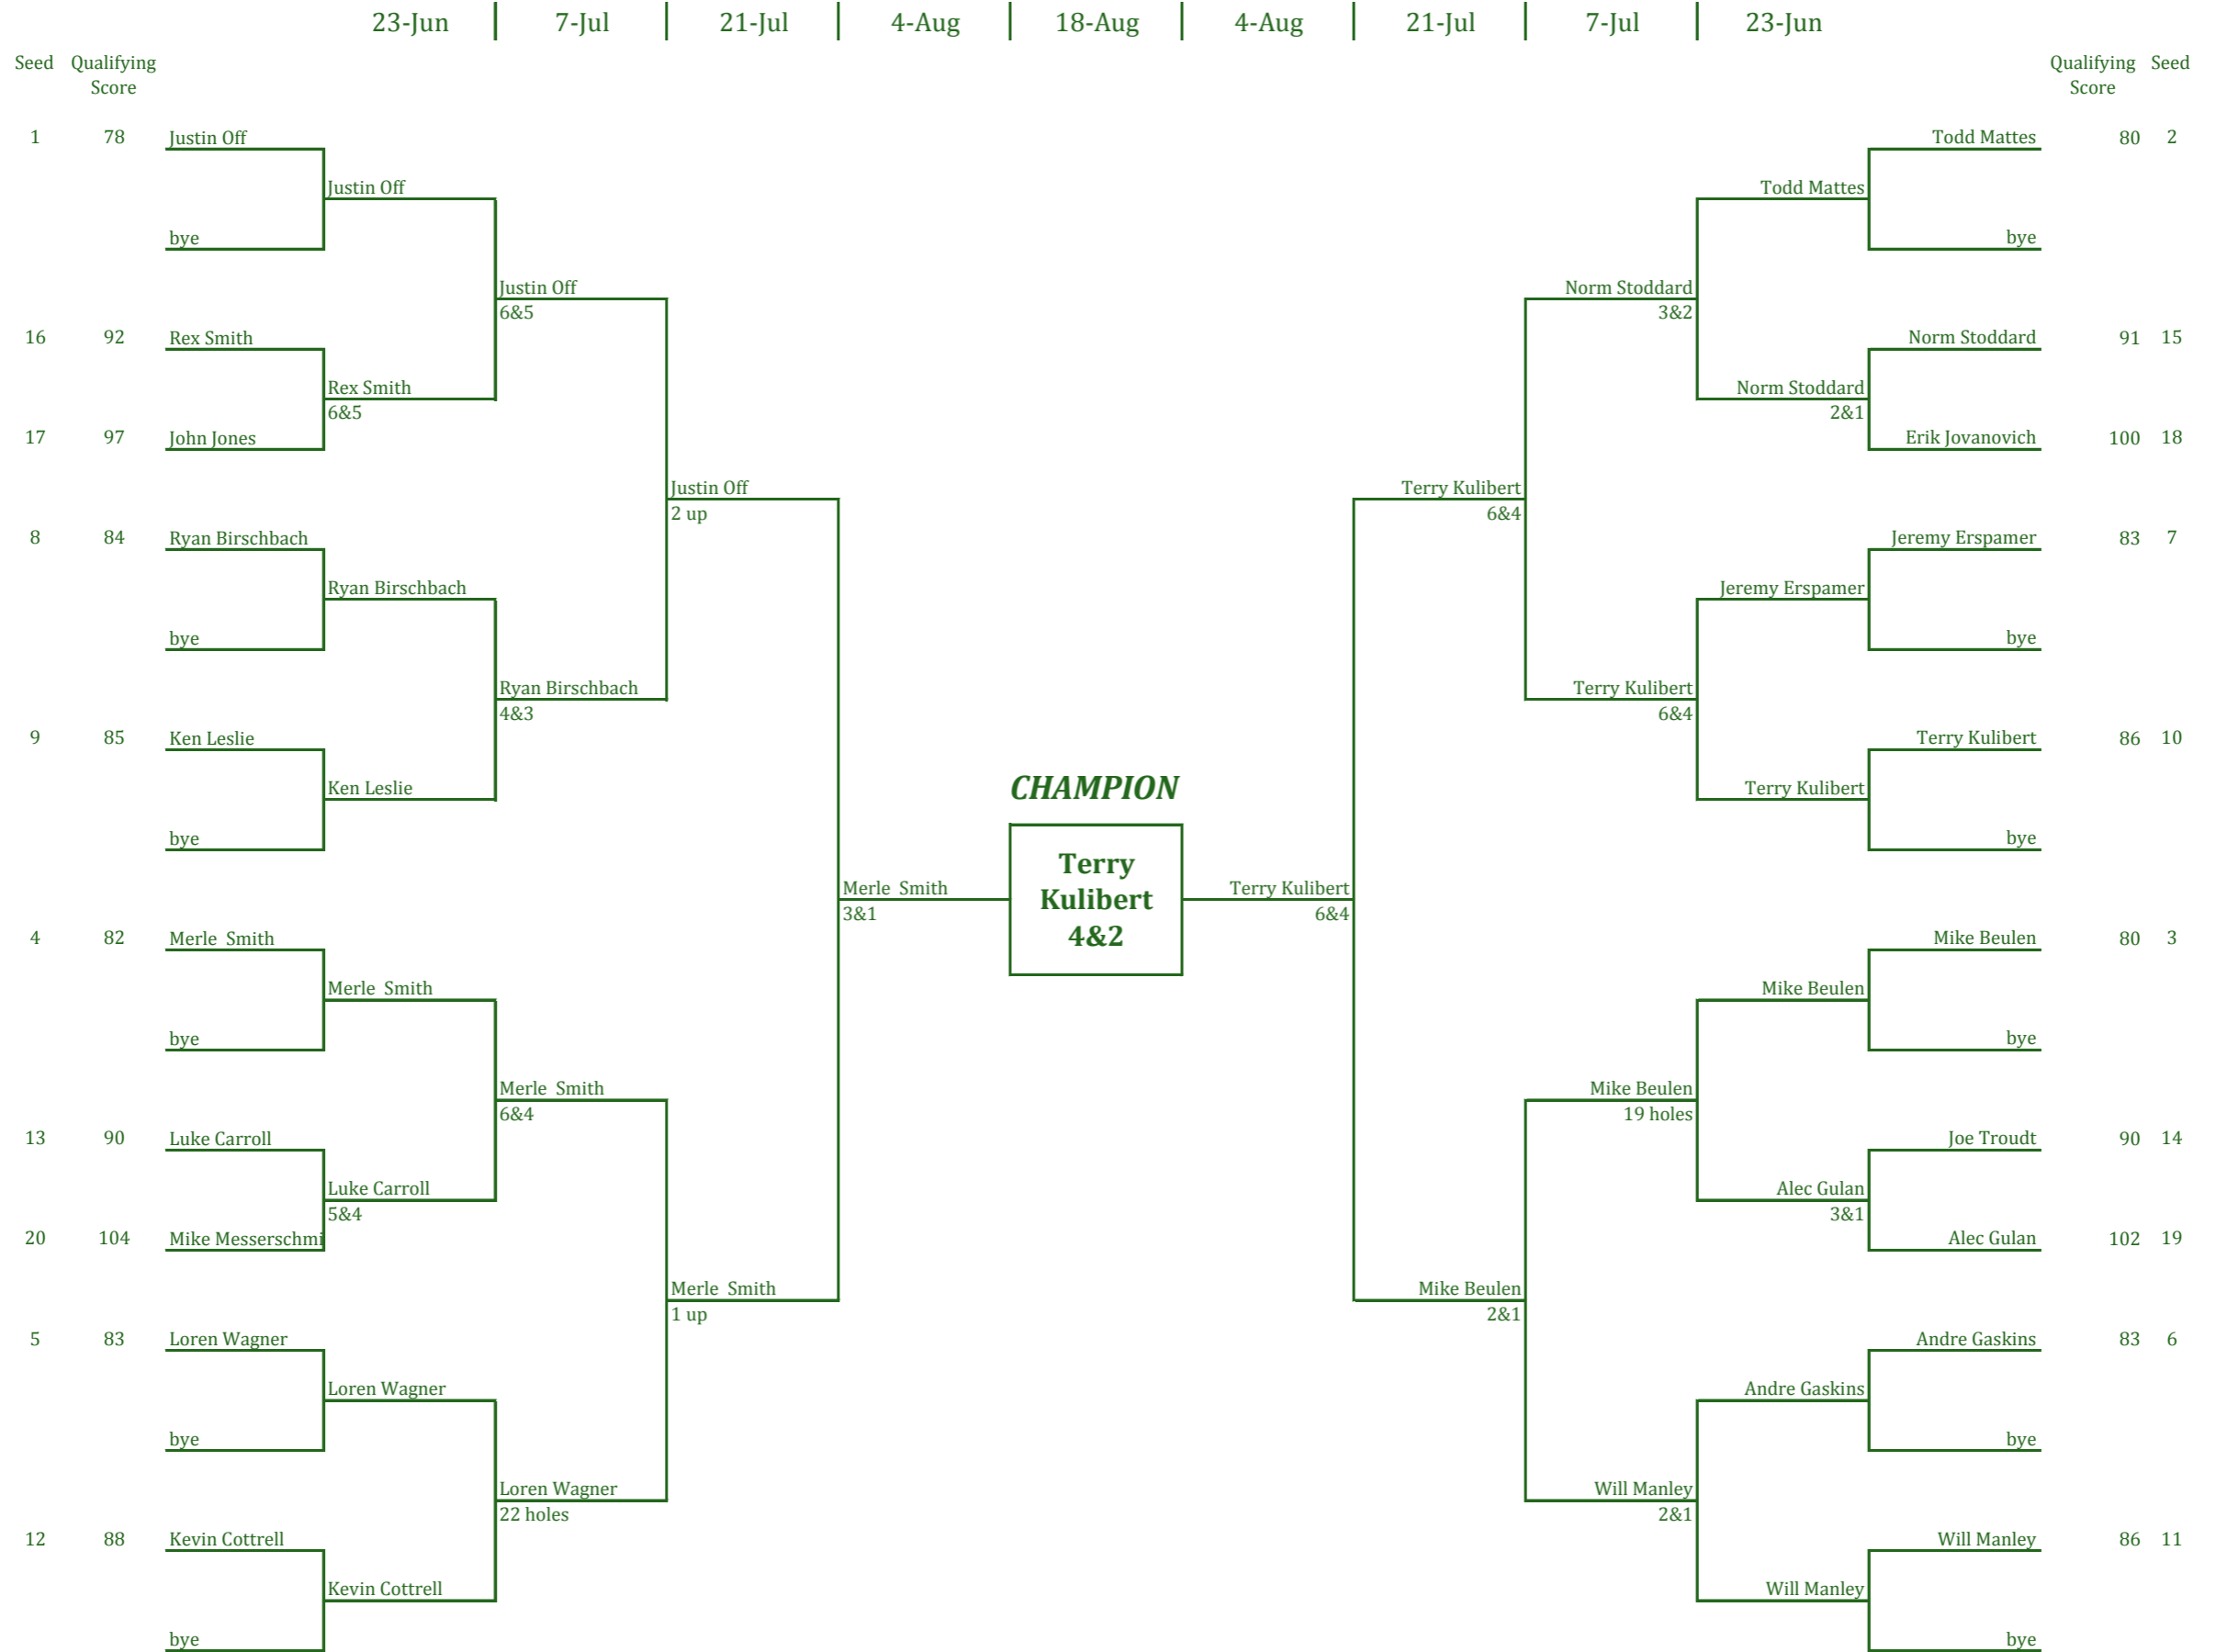 23-Jun 7-Jul 21-Jul 4-Aug 18-Aug 4-Aug 21-Jul 7-Jul 23-Jun
Seed Qualifying Score Qualifying Score Seed
1 78 Justin Off
Justin Off
bye
Justin Off
6&5
16 92 Rex Smith
Rex Smith
6&5
17 97 John Jones
Justin Off
2 up
8 84 Ryan Birschbach
Ryan Birschbach
bye
Ryan Birschbach
4&3
9 85 Ken Leslie
Ken Leslie
bye
Merle Smith
3&1
4 82 Merle Smith
Merle Smith
bye
Merle Smith
6&4
13 90 Luke Carroll
Luke Carroll
5&4
20 104 Mike Messerschmi
Merle Smith
1 up
5 83 Loren Wagner
Loren Wagner
bye
Loren Wagner
22 holes
12 88 Kevin Cottrell
Kevin Cottrell
bye
CHAMPION
Terry
Kulibert
4&2
Todd Mattes 80 2
Todd Mattes
bye
Norm Stoddard
3&2
Norm Stoddard 91 15
Norm Stoddard
2&1
Erik Jovanovich 100 18
Terry Kulibert
6&4
Jeremy Erspamer 83 7
Jeremy Erspamer
bye
Terry Kulibert
6&4
Terry Kulibert 86 10
Terry Kulibert
bye
Terry Kulibert
6&4
Mike Beulen 80 3
Mike Beulen
bye
Mike Beulen
19 holes
Joe Troudt 90 14
Alec Gulan
3&1
Alec Gulan 102 19
Mike Beulen
2&1
Andre Gaskins 83 6
Andre Gaskins
bye
Will Manley
2&1
Will Manley 86 11
Will Manley
bye